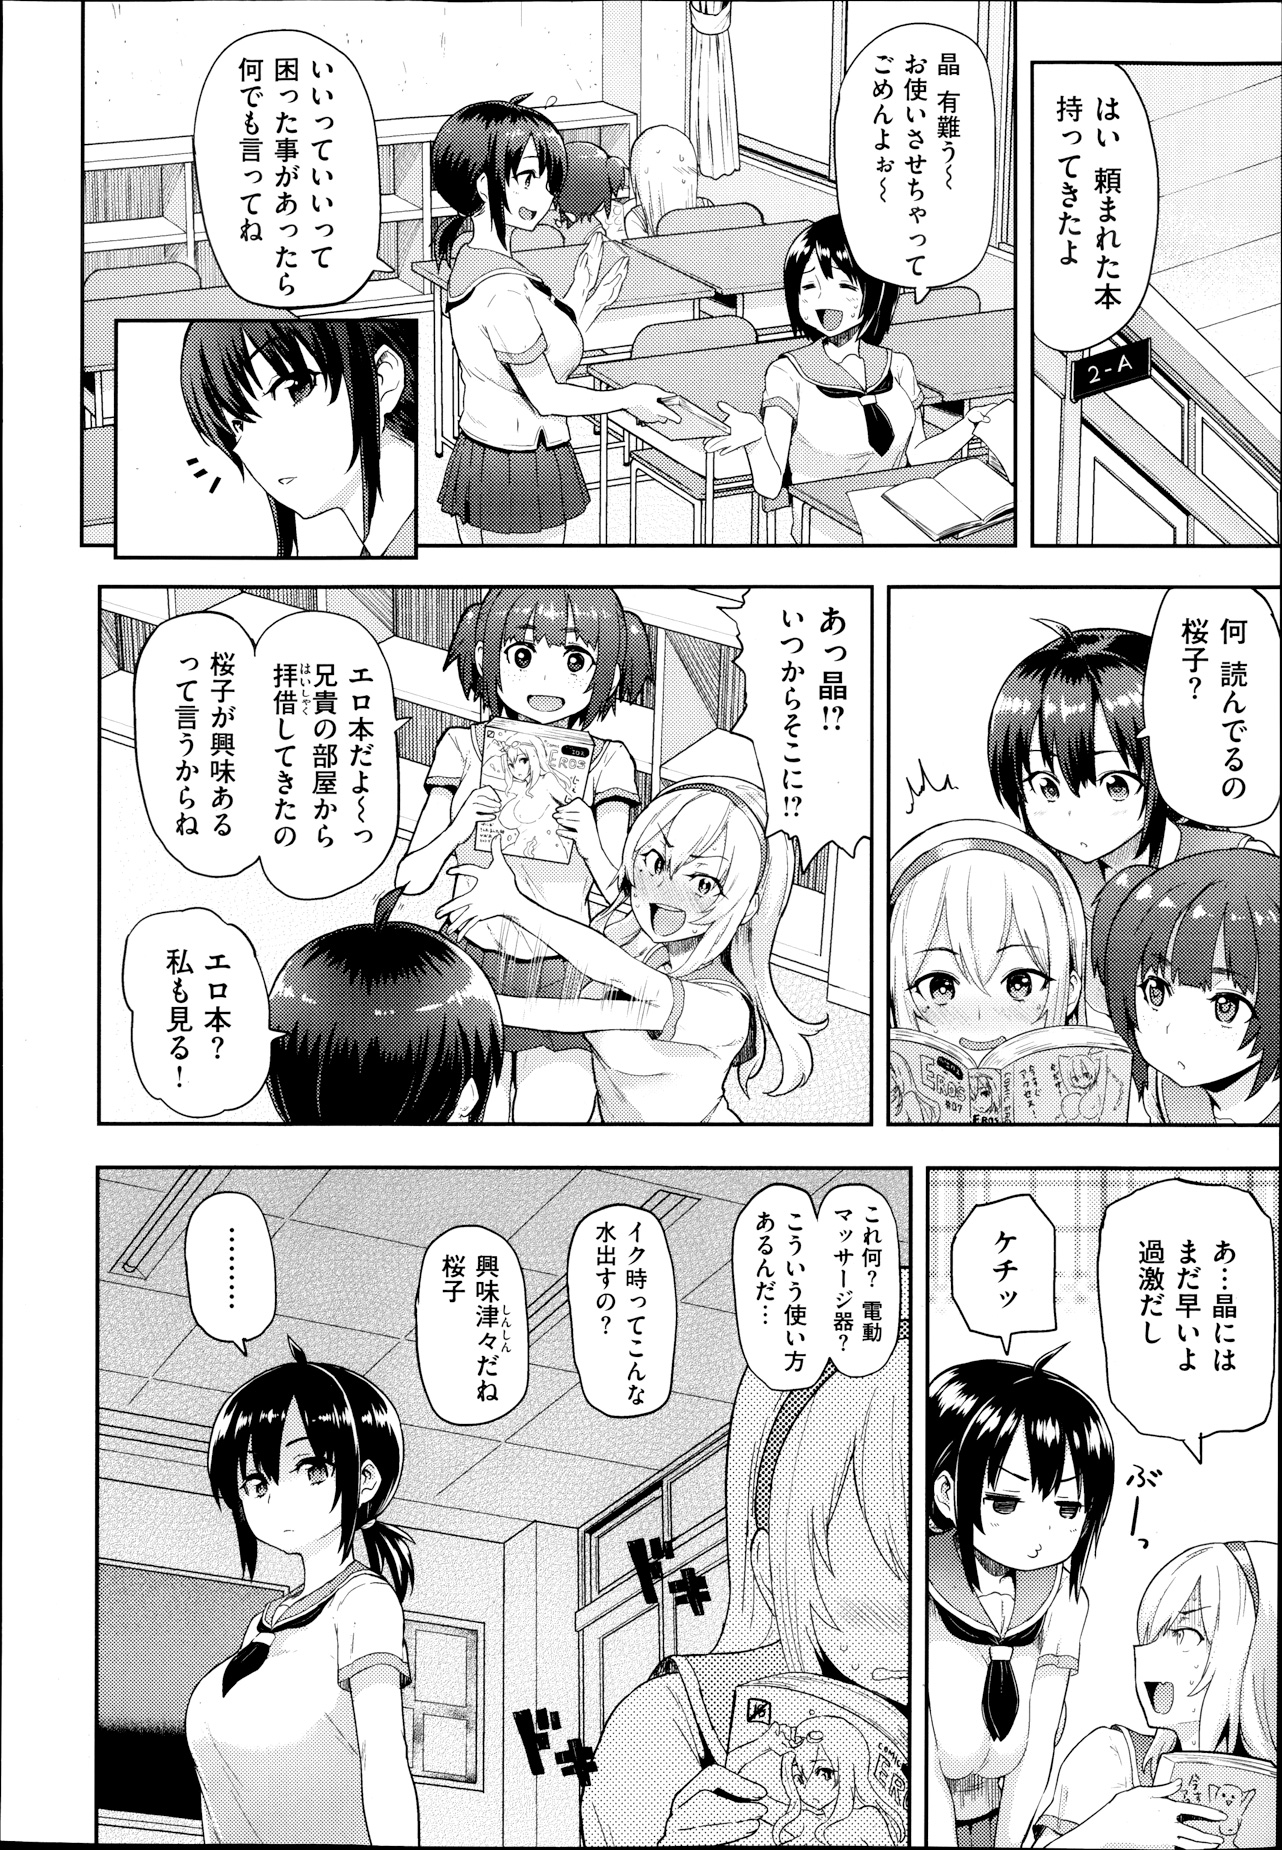 はい 頼まれた本
持ってきたよ
2-A
晶 有難う～
お使いさせちゃって
ごめんよぉ～
いいっていいって
困った事があったら
何でも言ってね
何 読んでるの
桜子？
EROS
#07
EROS
あっ 晶!?
いつからそこに!?
EROS
エロ本だよ～っ
兄貴の部屋から
拝借してきたの
はいしゃく
桜子が興味ある
って言うからね
エロ本？
私も見る！
あ…晶には
まだ早いよ
過激だし
ケチッ
ぶーっ
これ何？ 電動
マッサージ器？
こういう使い方
あるんだ…
イク時ってこんな
水出すの？
興味津々だね
しんしん
桜子
ドキ
ドキ
18
COMIC
EROS
………